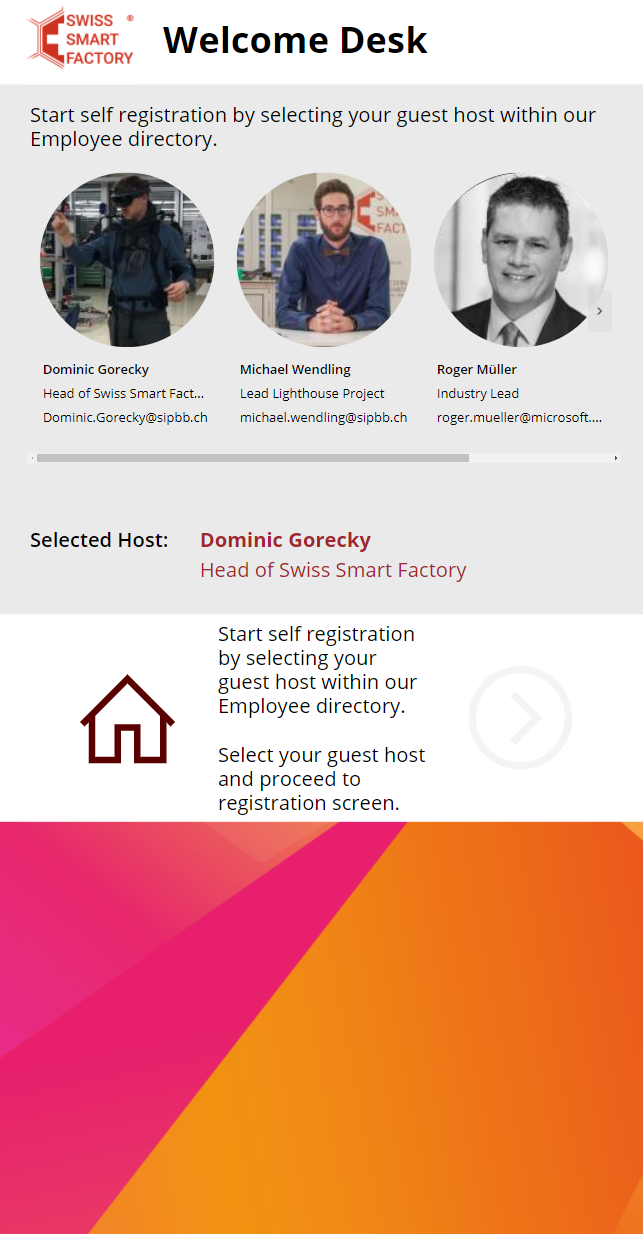 SWISS ®
SMART
FACTORY
Welcome Desk
Start self registration by selecting your guest host within our
Employee directory.
Dominic Gorecky
Head of Swiss Smart Fact...
Dominic.Gorecky@sipbb.ch
Michael Wendling
Lead Lighthouse Project
michael.wendling@sipbb.ch
Roger Müller
Industry Lead
roger.mueller@microsoft....
Selected Host:
Dominic Gorecky
Head of Swiss Smart Factory
Start self registration
by selecting your
guest host within our
Employee directory.
Select your guest host
and proceed to
registration screen.